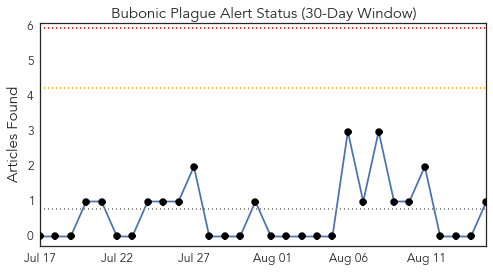 Bubonic Plague Alert Status (30-Day Window)
Articles Found
6
5
4
3
2
1
0
Jul 17 Jul 22 Jul 27 Aug 01 Aug 06 Aug 11